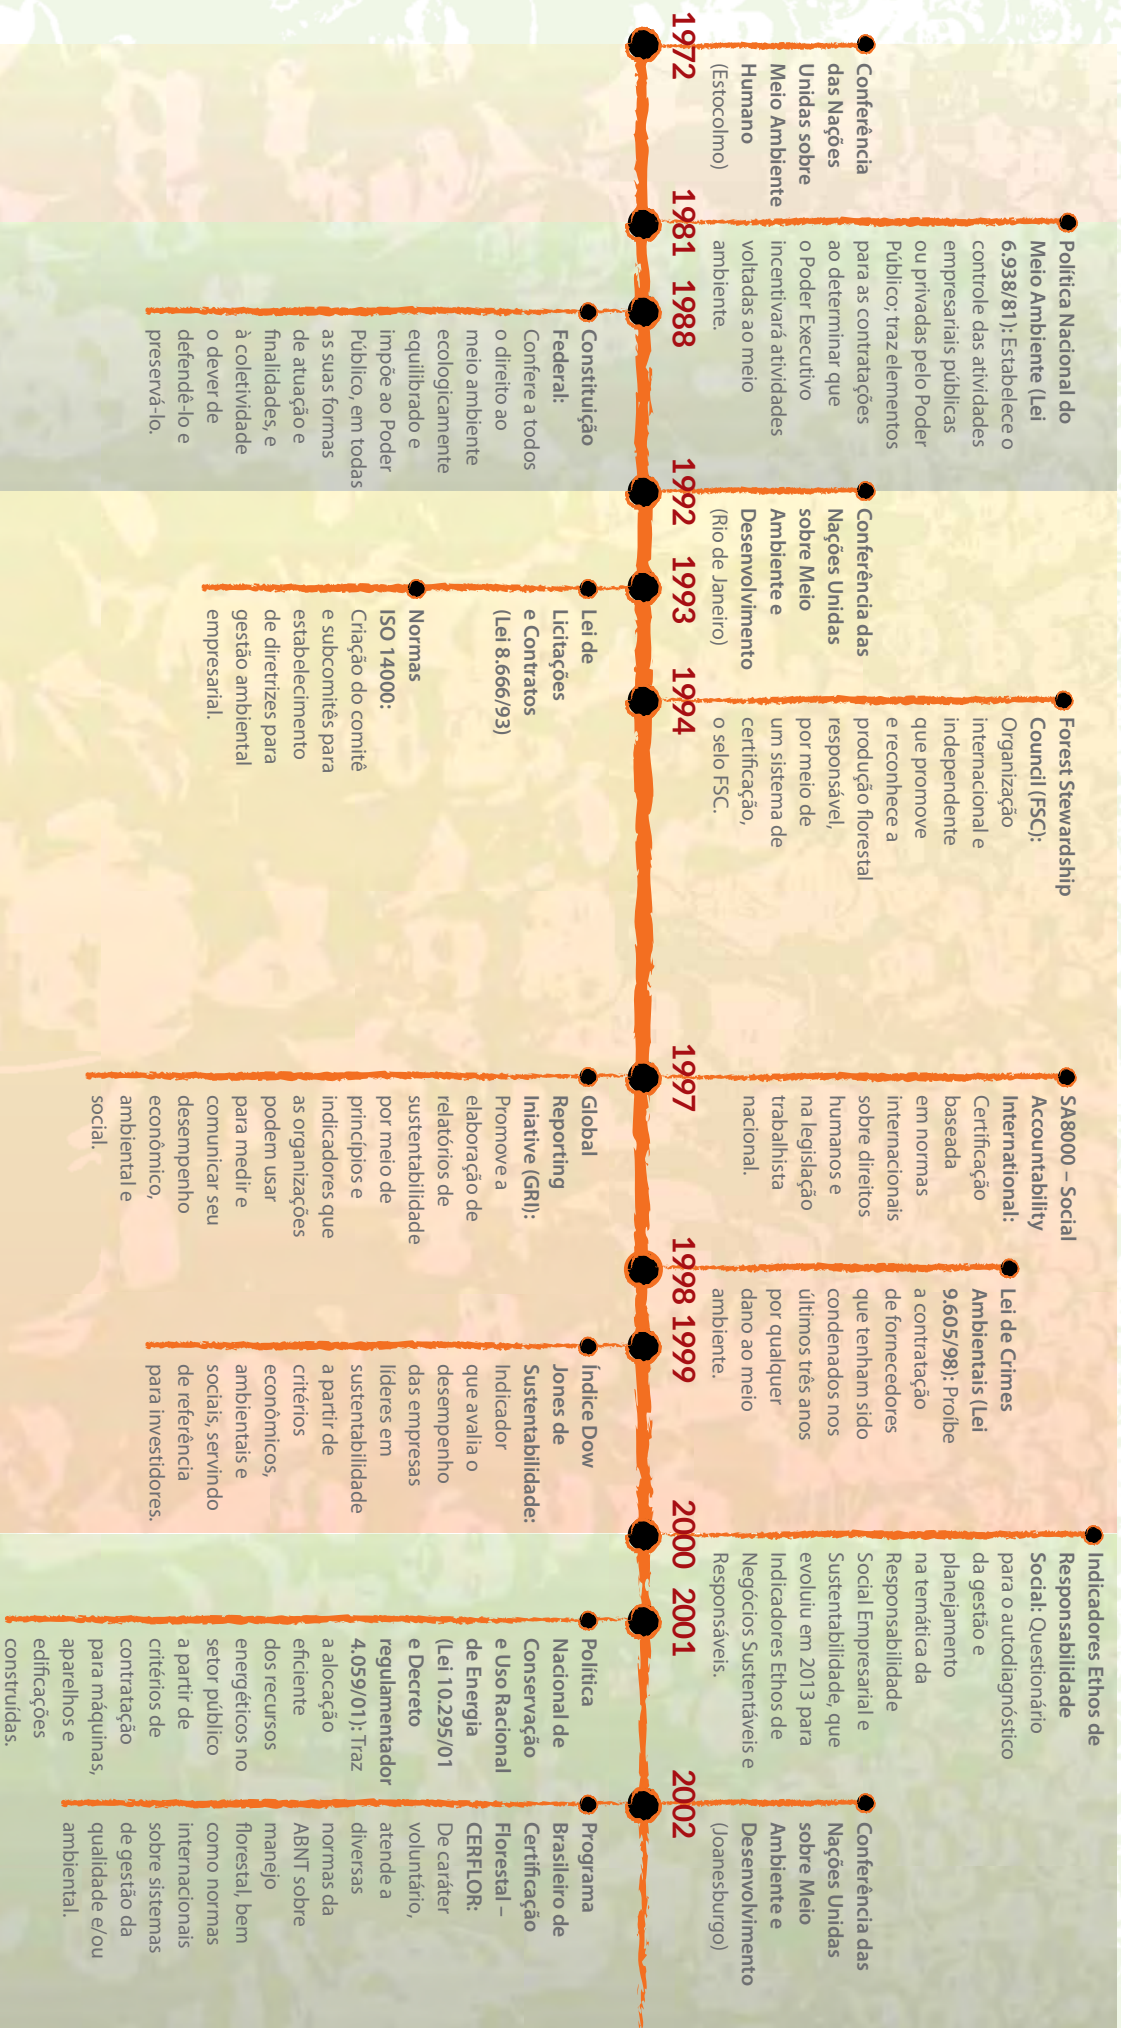 1972
Conferência
das Nações
Unidas sobre
Meio Ambiente
Humano
(Estocolmo)
1981
Política Nacional do
Meio Ambiente (Lei
6.938/81): Estabelece o
controle das atividades
empresariais públicas
ou privadas pelo Poder
Público; traz elementos
para as contratações
ao determinar que
o Poder Executivo
incentivará atividades
voltadas ao meio
ambiente.
1988
Constituição
Federal:
Confere a todos
o direito ao
meio ambiente
ecologicamente
equilibrado e
impõe ao Poder
Público, em todas
as suas formas
de atuação e
finalidades, e
à coletividade
o dever de
defendê-lo e
preservá-lo.
1992
Conferência das
Nações Unidas
sobre Meio
Ambiente e
Desenvolvimento
(Rio de Janeiro)
1993
Lei de
Licitações
e Contratos
(Lei 8.666/93)
Normas
ISO 14000:
Criação do comitê
e subcomitês para
estabelecimento
de diretrizes para
gestão ambiental
empresarial.
1994
Forest Stewardship
Council (FSC):
Organização
internacional e
independente
que promove
e reconhece a
produção florestal
responsável,
por meio de
um sistema de
certificação,
o selo FSC.
1997
SA8000 – Social
Accountability
International:
Certificação
baseada
em normas
internacionais
sobre direitos
humanos e
na legislação
trabalhista
nacional.
Global
Reporting
Iniative (GRI):
Promove a
elaboração de
relatórios de
sustentabilidade
por meio de
princípios e
indicadores que
as organizações
podem usar
para medir e
comunicar seu
desempenho
econômico,
ambiental e
social.
1998
Lei de Crimes
Ambientais (Lei
9.605/98): Proíbe
a contratação
de fornecedores
que tenham sido
condenados nos
últimos três anos
por qualquer
dano ao meio
ambiente.
1999
Índice Dow
Jones de
Sustentabilidade:
Indicador
que avalia o
desempenho
das empresas
líderes em
sustentabilidade
a partir de
critérios
econômicos,
ambientais e
sociais, servindo
de referência
para investidores.
2000
Indicadores Ethos de
Responsabilidade
Social: Questionário
para o autodiagnóstico
da gestão e
planejamento
na temática da
Responsabilidade
Social Empresarial e
Sustentabilidade, que
evoluiu em 2013 para
Indicadores Ethos de
Negócios Sustentáveis e
Responsáveis.
2001
Política
Nacional de
Conservação
e Uso Racional
de Energia
(Lei 10.295/01
e Decreto
regulamentador
4.059/01): Traz
a alocação
eficiente
dos recursos
energéticos no
setor público
a partir de
critérios de
contratação
para máquinas,
aparelhos e
edificações
construídas.
2002
Conferência das
Nações Unidas
sobre Meio
Ambiente e
Desenvolvimento
(Joanesburgo)
Programa
Brasileiro de
Certificação
Florestal –
CERFLOR:
De caráter
voluntário,
atende a
diversas
normas da
ABNT sobre
manejo
florestal, bem
como normas
internacionais
sobre sistemas
de gestão da
qualidade e/ou
ambiental.